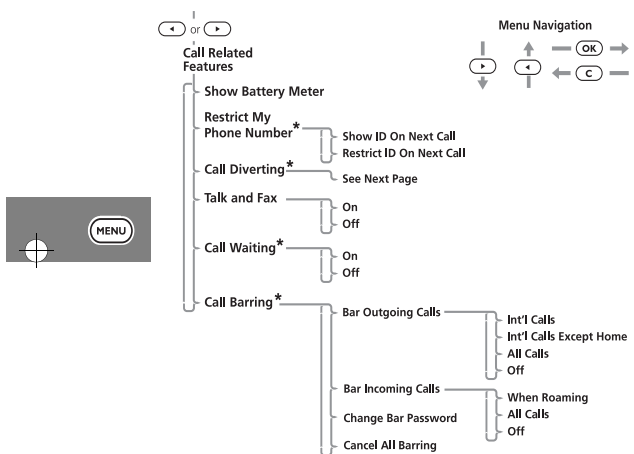 or
Menu Navigation
OK
C
Call Related
Features
Show Battery Meter
Restrict My
Phone Number*
Show ID On Next Call
Restrict ID On Next Call
Call Diverting*
See Next Page
Talk and Fax
On
Off
MENU
Call Waiting*
On
Off
Call Barring*
Bar Outgoing Calls
Int'l Calls
Int'l Calls Except Home
All Calls
Off
Bar Incoming Calls
When Roaming
All Calls
Off
Change Bar Password
Cancel All Barring